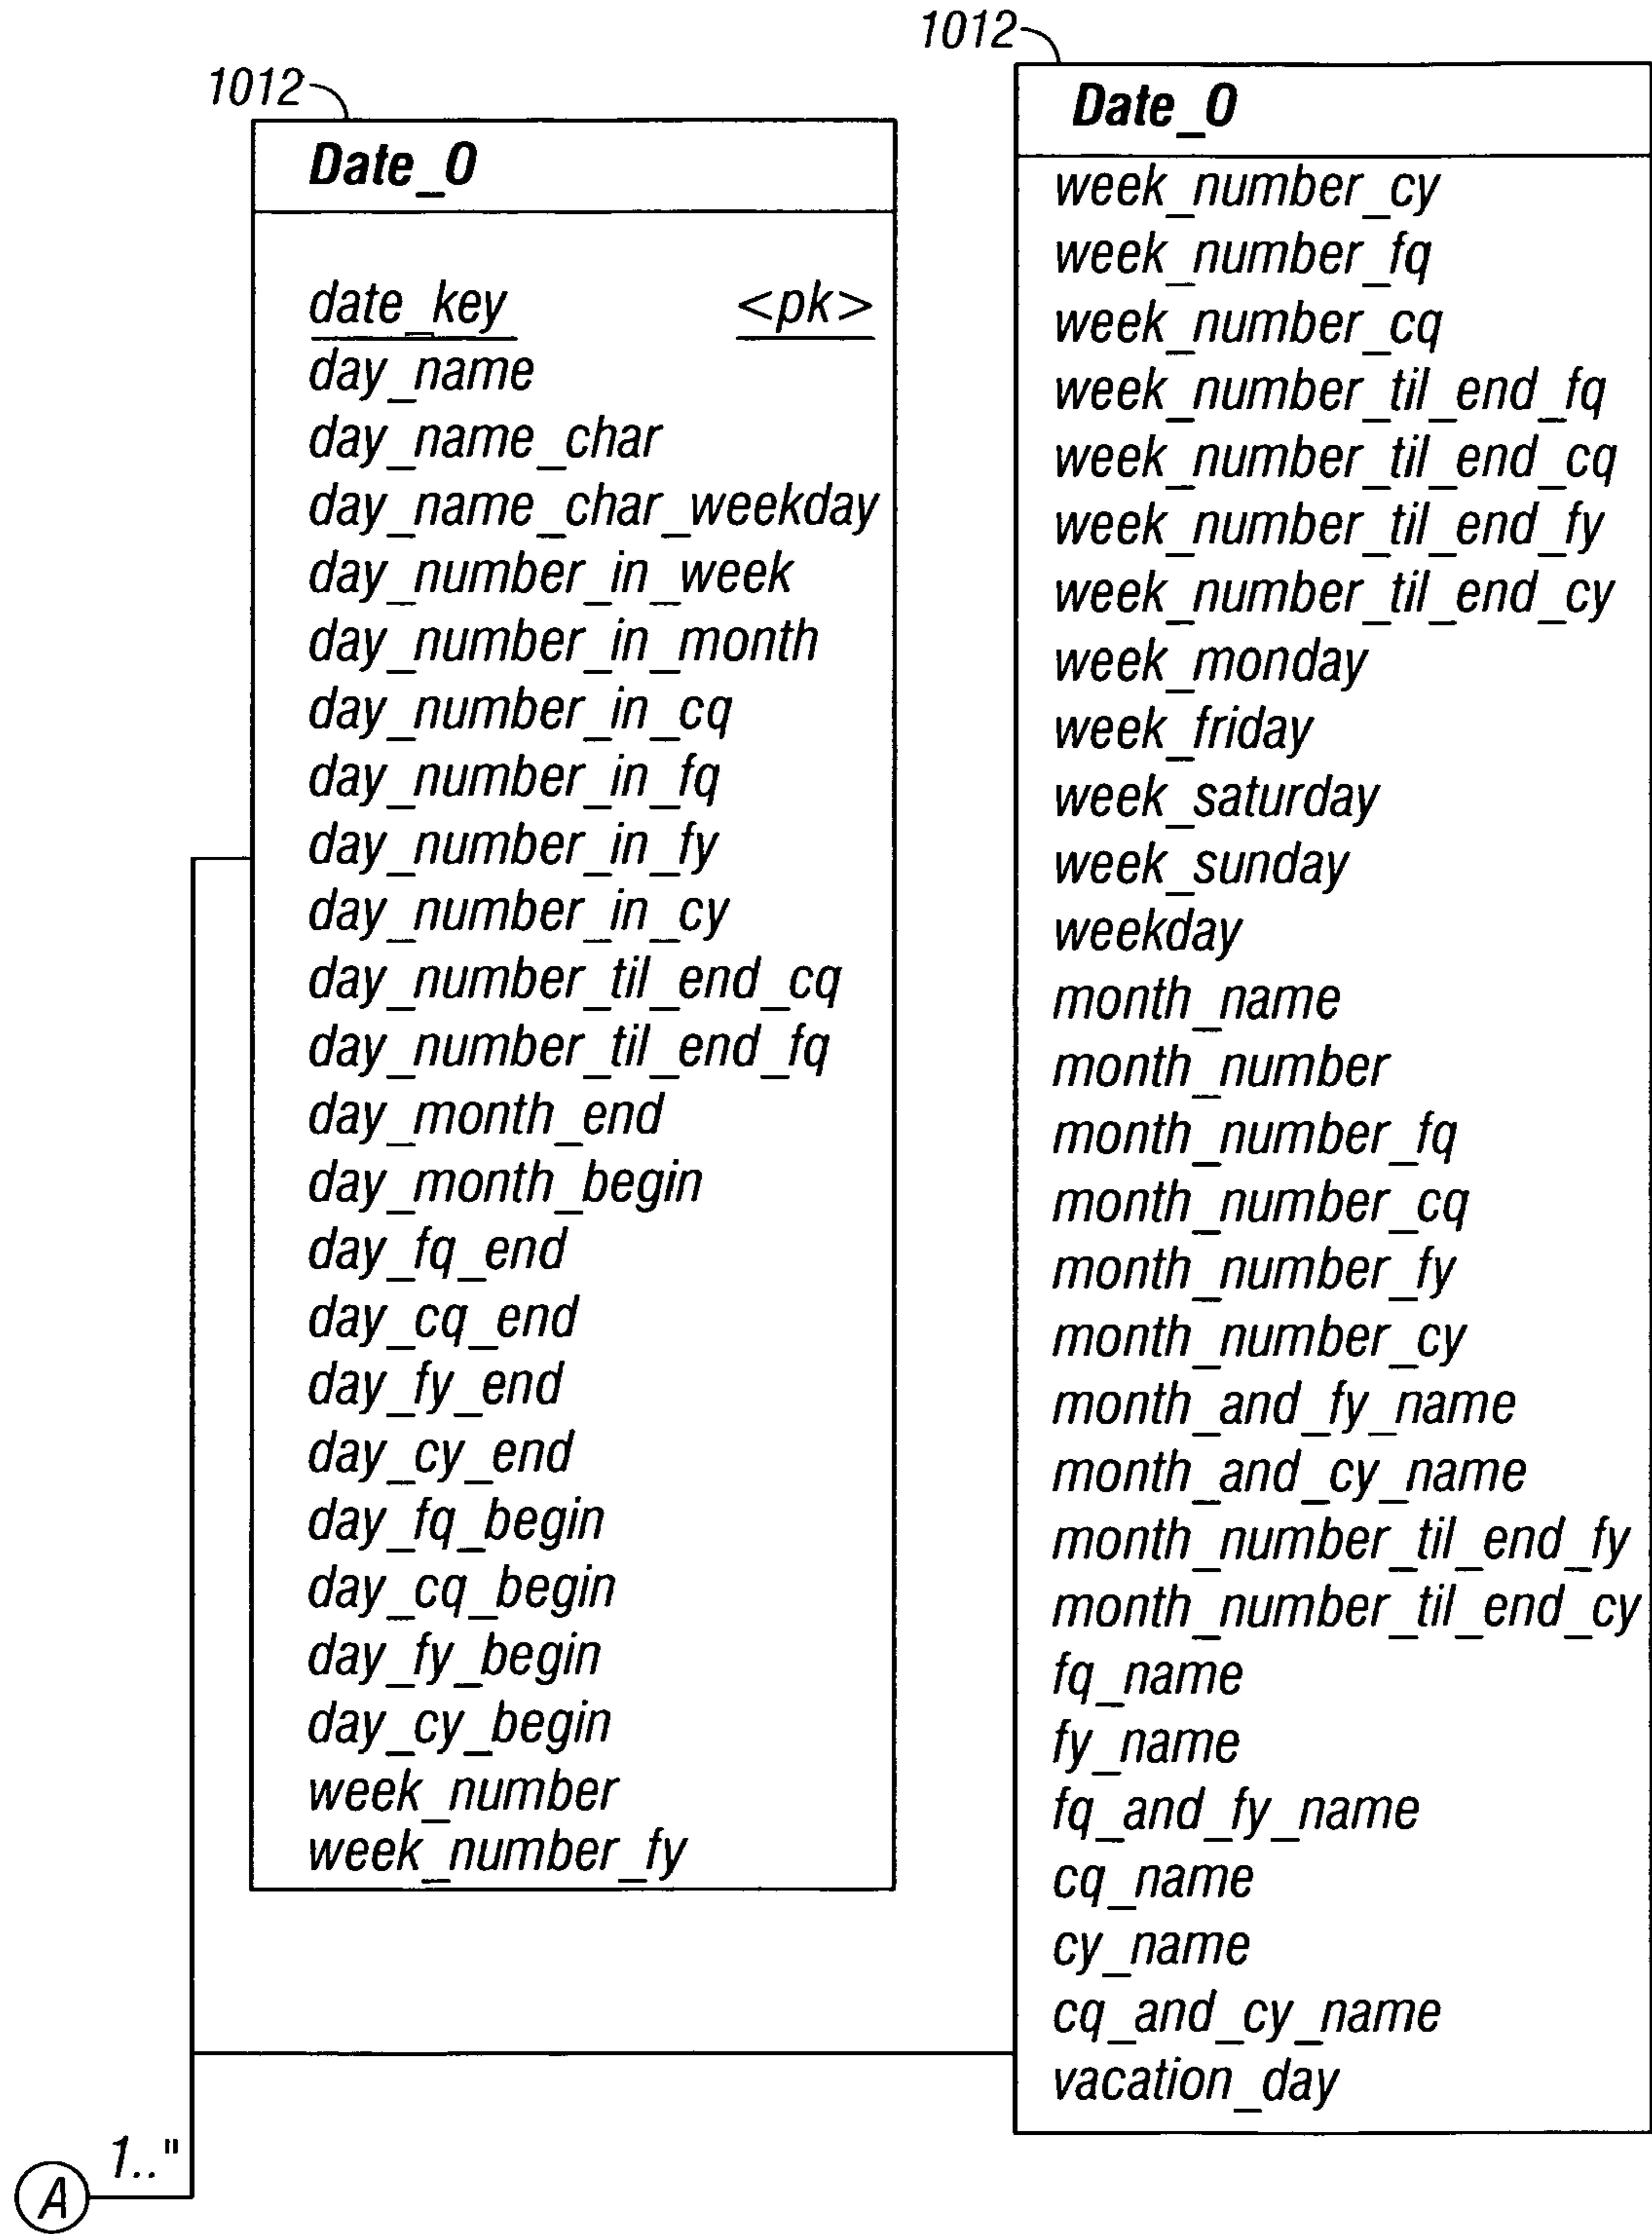 1012
Date_0
date_key <pk>
day_name
day_name_char
day_name_char_weekday
day_number_in_week
day_number_in_month
day_number_in_cq
day_number_in_fq
day_number_in_fy
day_number_in_cy
day_number_til_end_cq
day_number_til_end_fq
day_month_end
day_month_begin
day_fq_end
day_cq_end
day_fy_end
day_cy_end
day_fq_begin
day_cq_begin
day_fy_begin
day_cy_begin
week_number
week_number_fy
1012
Date_0
week_number_cy
week_number_fq
week_number_cq
week_number_til_end_fq
week_number_til_end_cq
week_number_til_end_fy
week_number_til_end_cy
week_monday
week_friday
week_saturday
week_sunday
weekday
month_name
month_number
month_number_fq
month_number_cq
month_number_fy
month_number_cy
month_and_fy_name
month_and_cy_name
month_number_til_end_fy
month_number_til_end_cy
fq_name
fy_name
fq_and_fy_name
cq_name
cy_name
cq_and_cy_name
vacation_day
1.."
A